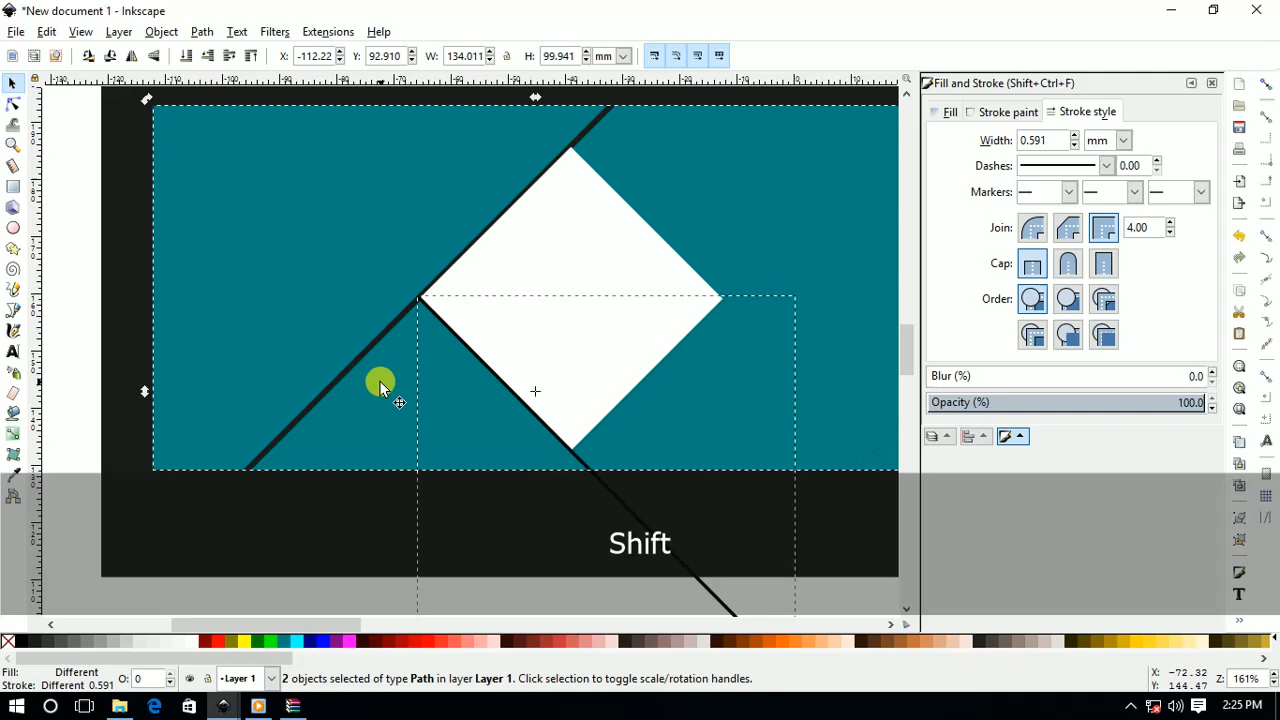 *New document 1 - Inkscape
File Edit View Layer Object Path Text Filters Extensions Help
X: -112.22 Y: 92.910 W: 134.011 H: 99.941 mm
Fill and Stroke (Shift+Ctrl+F)
Fill Stroke paint Stroke style
Width: 0.591 mm
Dashes: 0.00
Markers:
Join: 4.00
Cap:
Order:
Blur (%) 0.0
Opacity (%) 100.0
Shift
Fill: Different
Stroke: Different 0.591 O: 0 Layer 1 2 objects selected of type Path in layer Layer 1. Click selection to toggle scale/rotation handles.
X: -72.32
Y: 144.47
Z: 161%
2:25 PM